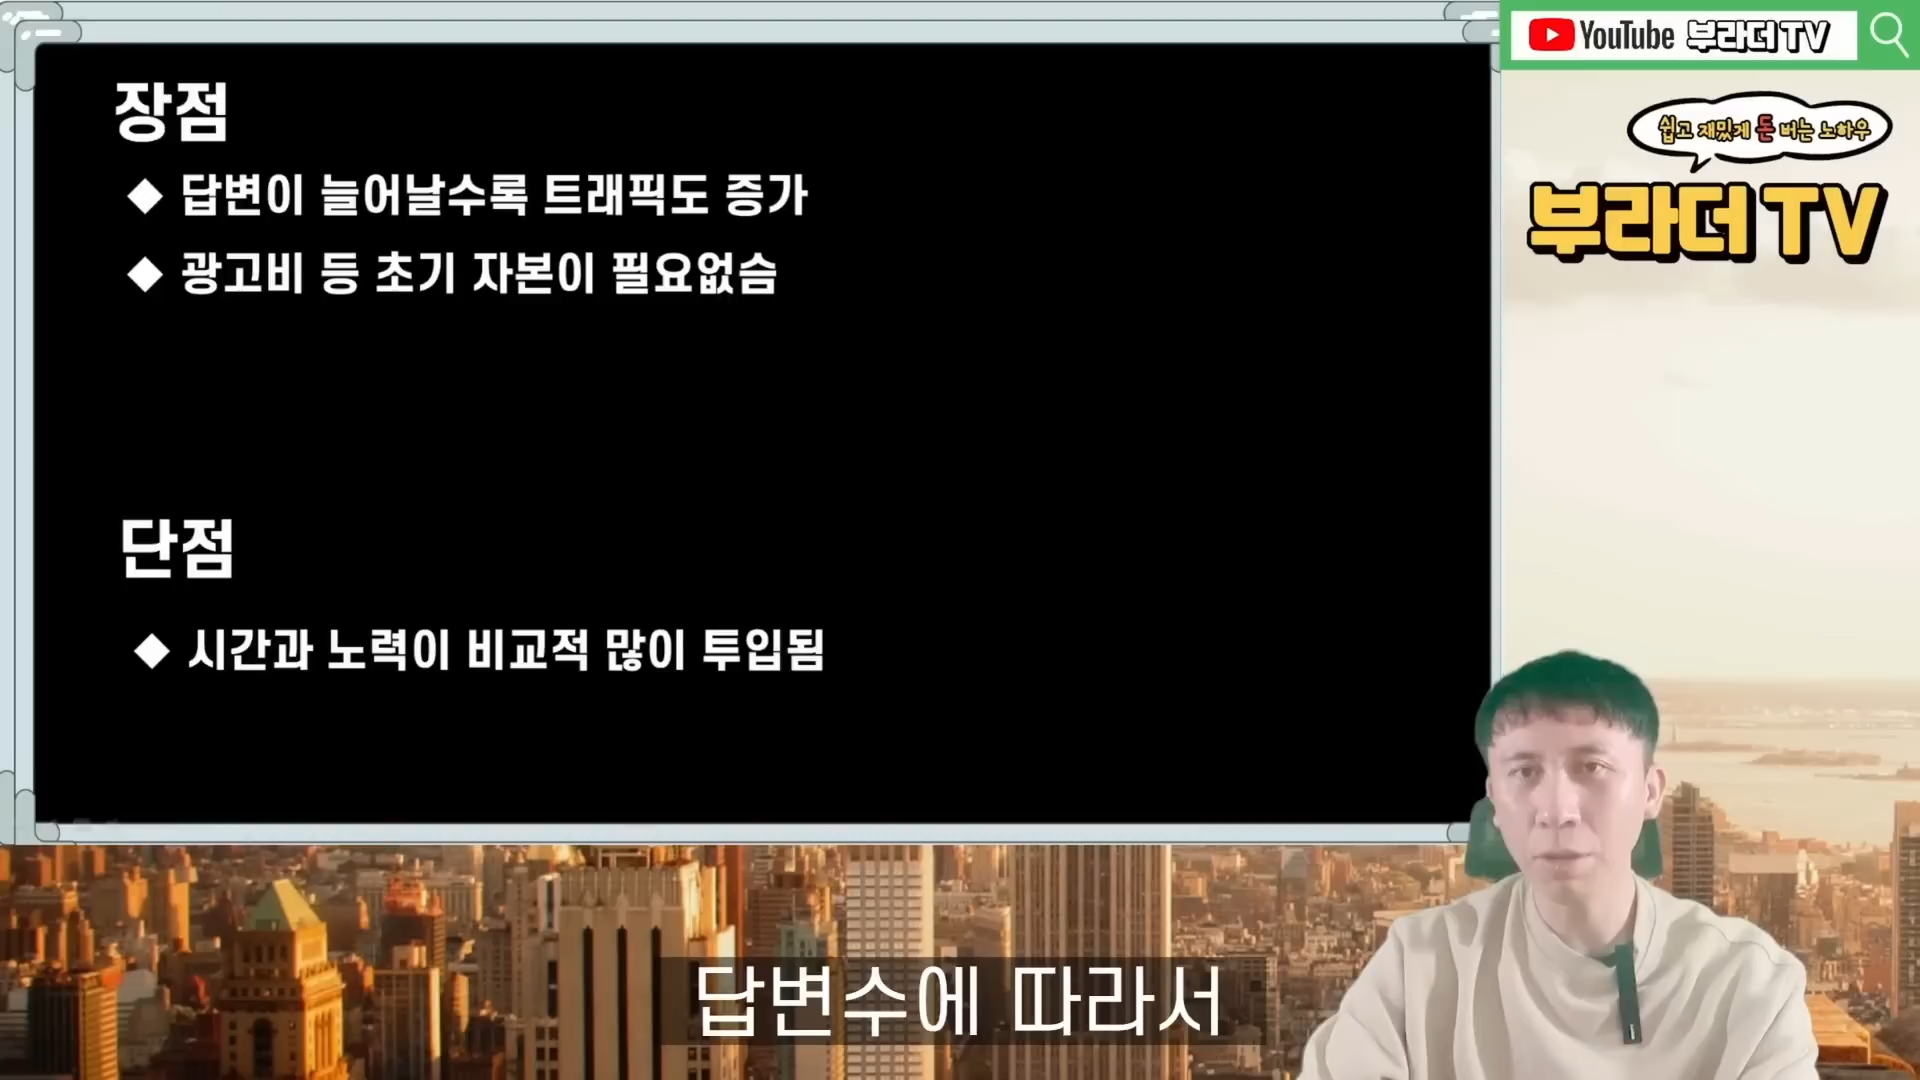 장점
◆ 답변이 늘어날수록 트래픽도 증가
◆ 광고비 등 초기 자본이 필요없슴
단점
◆ 시간과 노력이 비교적 많이 투입됨
YouTube 부라더TV
쉽고 재밌게 돈 버는 노하우
부라더TV
답변수에 따라서